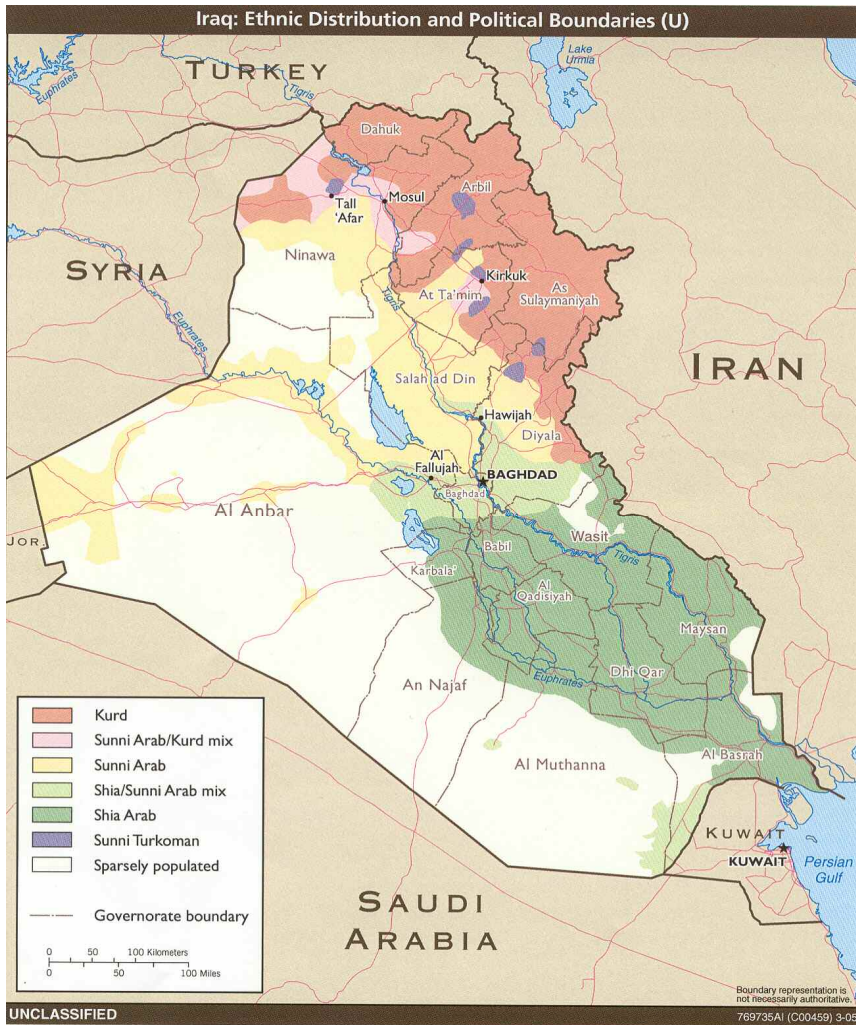 Iraq: Ethnic Distribution and Political Boundaries (U)
Lake
Urmia
TURKEY
Euphrates
Tigris
Dahuk
Arbil
Mosul
Tall
'Afar
Ninawa
SYRIA
Kirkuk
At Ta'mim
As
Sulaymaniyah
Tigris
Euphrates
IRAN
Salah ad Din
Hawijah
Diyala
Al
Fallujah
BAGHDAD
Baghdad
Al Anbar
JOR.
Wasit
Babil
Tigris
Karbala'
Al
Qadisiyah
Maysan
An Najaf
Euphrates
Dhi Qar
Al Basrah
Al Muthanna
Kurd
Sunni Arab/Kurd mix
Sunni Arab
Shia/Sunni Arab mix
Shia Arab
Sunni Turkoman
Sparsely populated
Governorate boundary
0 50 100 Kilometers
0 50 100 Miles
KUWAIT
KUWAIT
Persian
Gulf
SAUDI
ARABIA
Boundary representation is
not necessarily authoritative.
UNCLASSIFIED
769735AI (C00459) 3-05